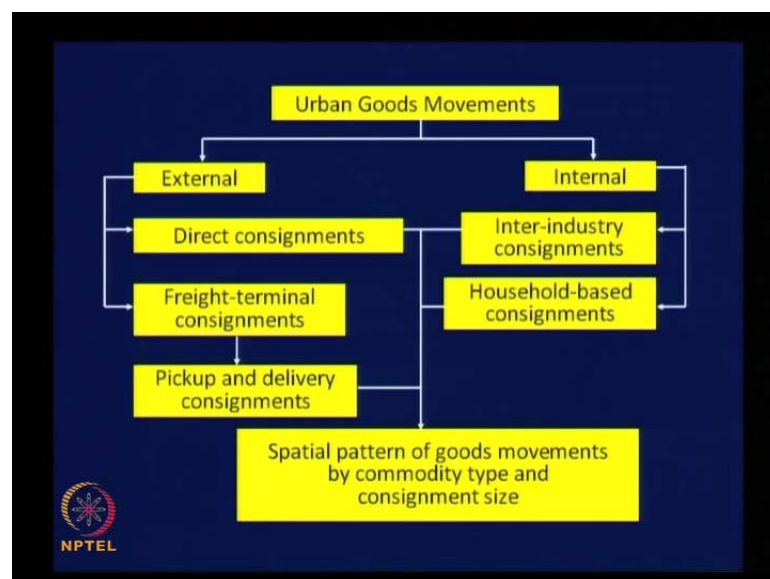 Urban Goods Movements
External
Internal
Direct consignments
Inter-industry
consignments
Freight-terminal
consignments
Household-based
consignments
Pickup and delivery
consignments
Spatial pattern of goods movements
by commodity type and
consignment size
NPTEL